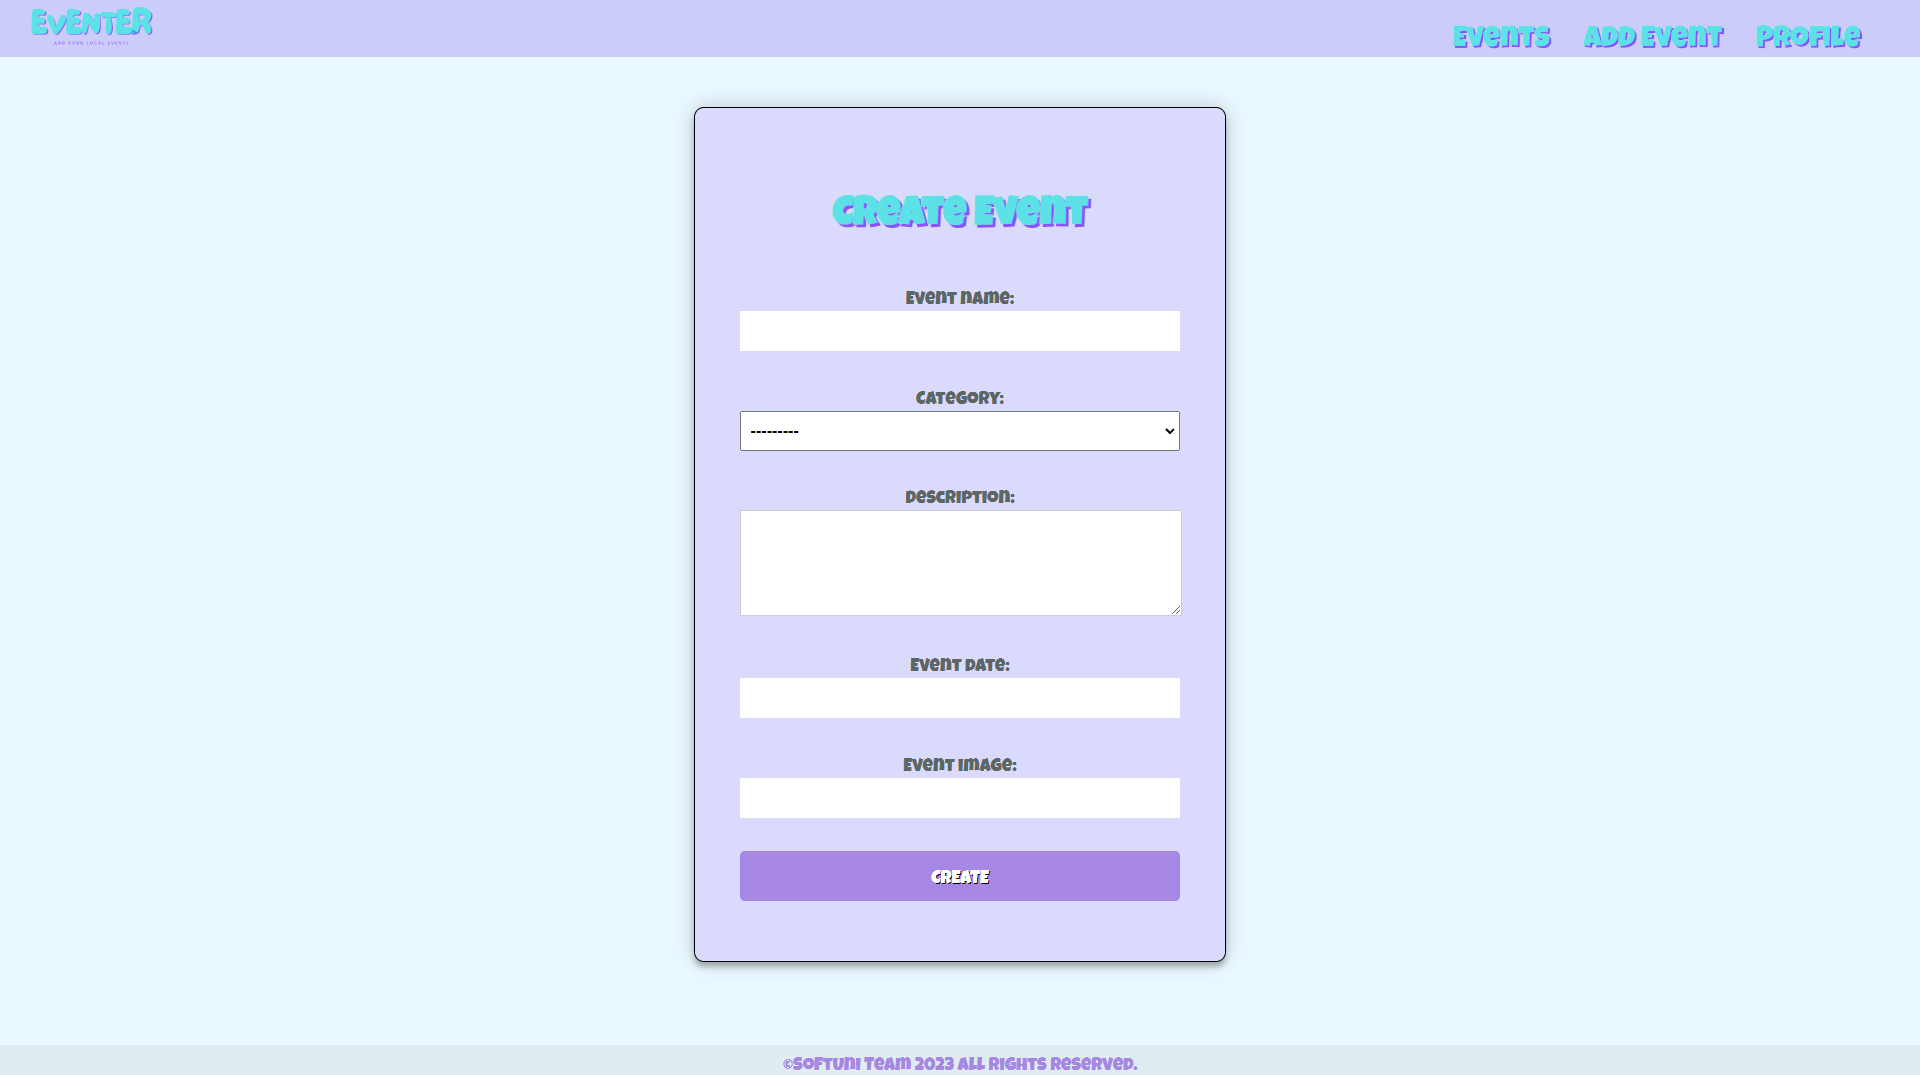 EVENTER
ADD YOUR LOCAL EVENTS
Events
Add Event
Profile
Create Event
Event name:
Category:
---------
Description:
Event date:
Event Image:
CREATE
©SoftUni Team 2023 All Rights Reserved.